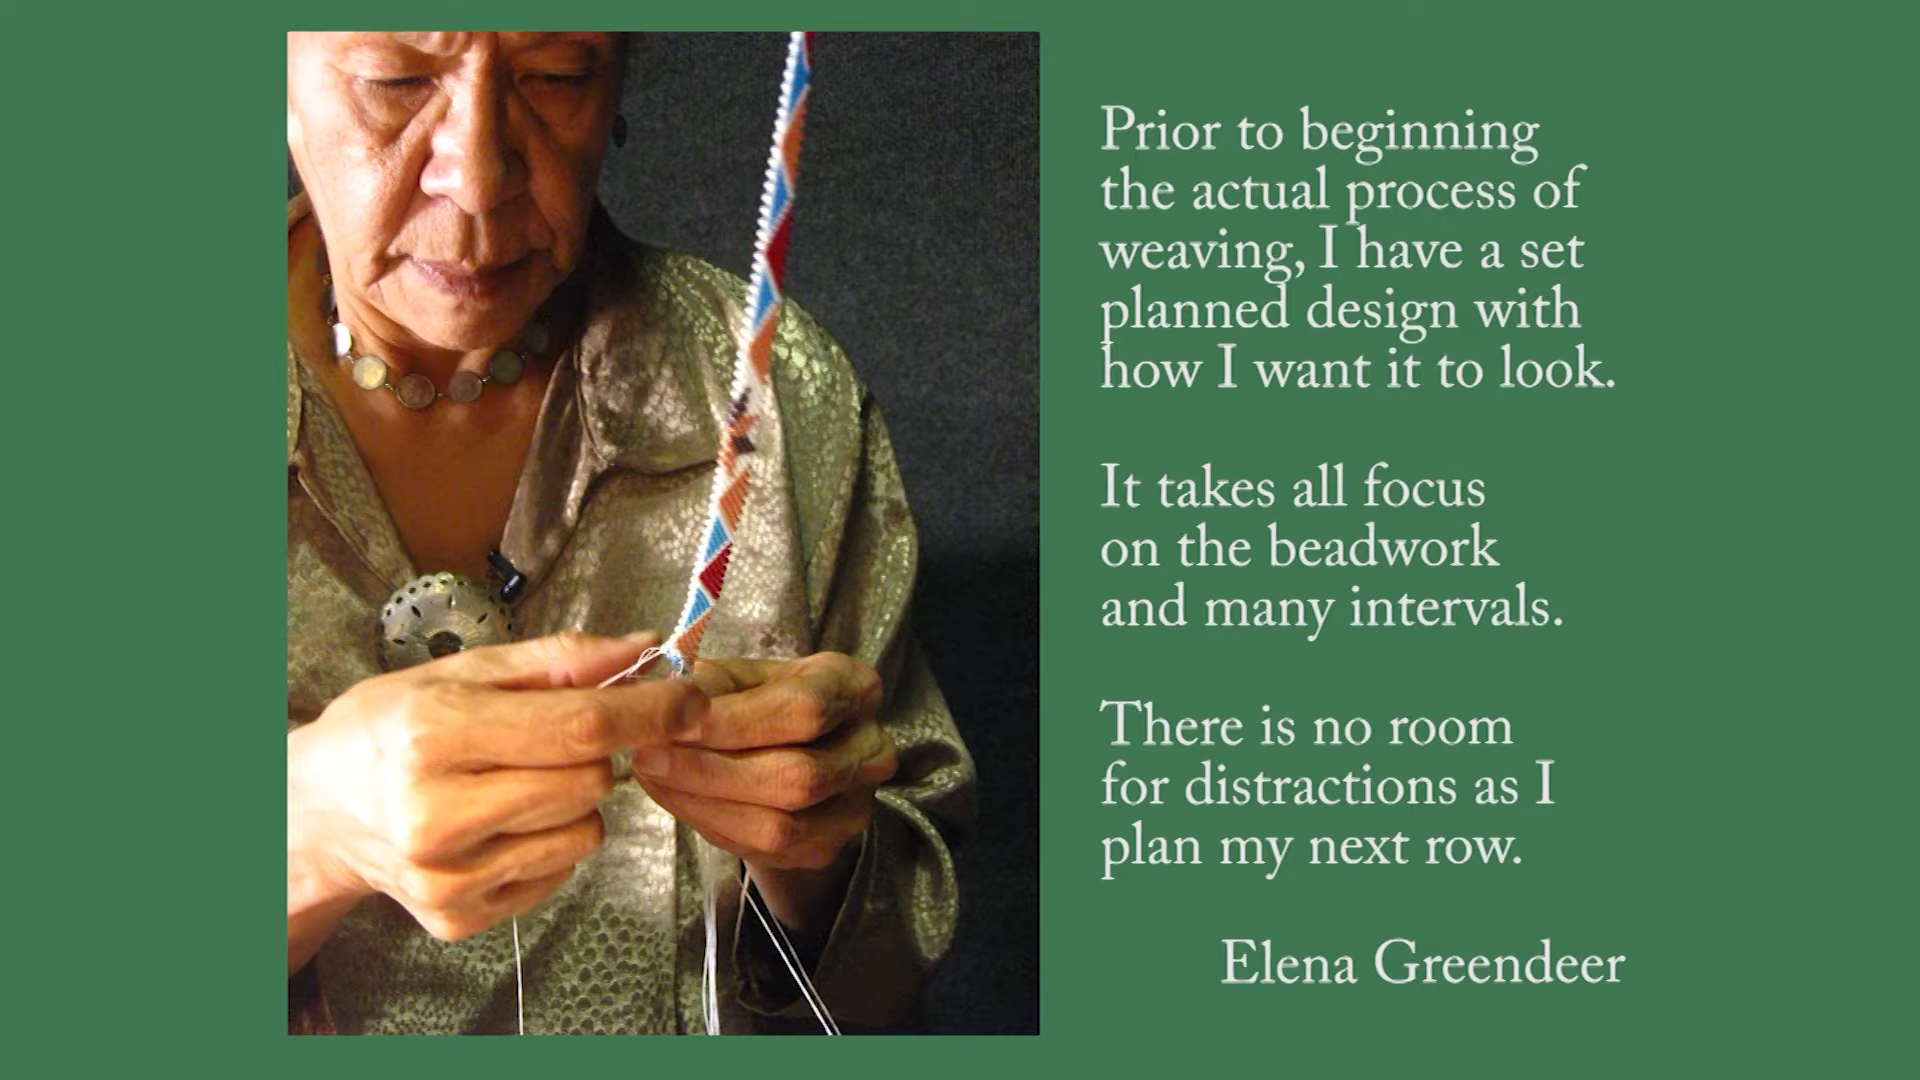 Prior to beginning
the actual process of
weaving, I have a set
planned design with
how I want it to look.
It takes all focus
on the beadwork
and many intervals.
There is no room
for distractions as I
plan my next row.
Elena Greendeer